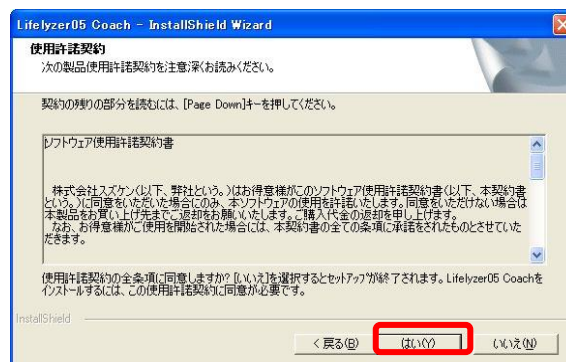 Lifelyzer05 Coach - InstallShield Wizard
使用許諾契約
次の製品使用許諾契約を注意深くお読みください。
契約の残りの部分を読むには、[Page Down]キーを押してください。
ソフトウェア使用許諾契約書
株式会社スズケン(以下、弊社という。)はお得意様がこのソフトウェア使用許諾契約書(以下、本契約書
という。)に同意をいただいた場合にのみ、本ソフトウェアの使用を許諾いたします。同意をいただけない場合は
本製品をお買い上げ先までご返却をお願いいたします。ご購入代金の返却を申し上げます。
なお、お得意様がご使用を開始された場合には、本契約書の全ての条項に承諾をされたものとさせていた
だきます。
使用許諾契約の全条項に同意しますか?[いいえ]を選択するとセットアップが終了されます。Lifelyzer05 Coachを
インストールするには、この使用許諾契約に同意が必要です。
InstallShield
< 戻る(B)
はい(Y)
いいえ(N)